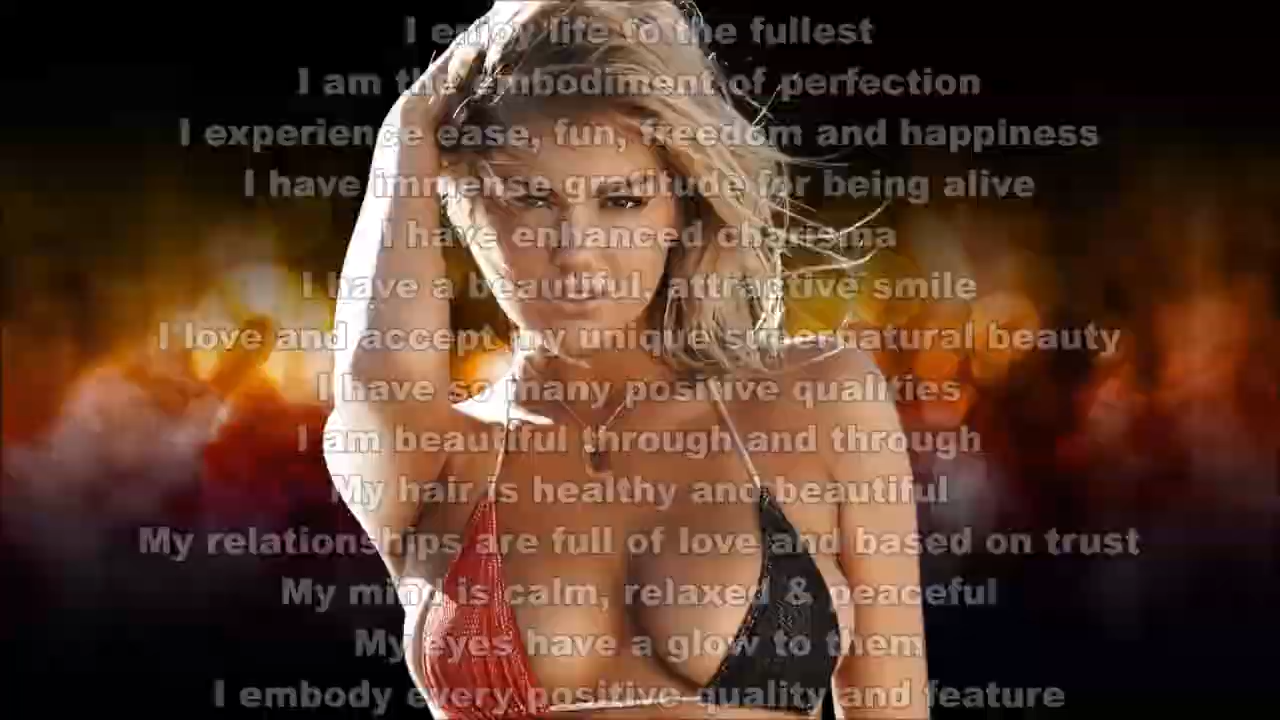 I enjoy life to the fullest
I am the embodiment of perfection
I experience ease, fun, freedom and happiness
I have immense gratitude for being alive
I have enhanced charisma
I have a beautiful, attractive smile
I love and accept my unique supernatural beauty
I have so many positive qualities
I am beautiful through and through
My hair is healthy and beautiful
My relationships are full of love and based on trust
My mind is calm, relaxed & peaceful
My eyes have a glow to them
I embody every positive quality and feature